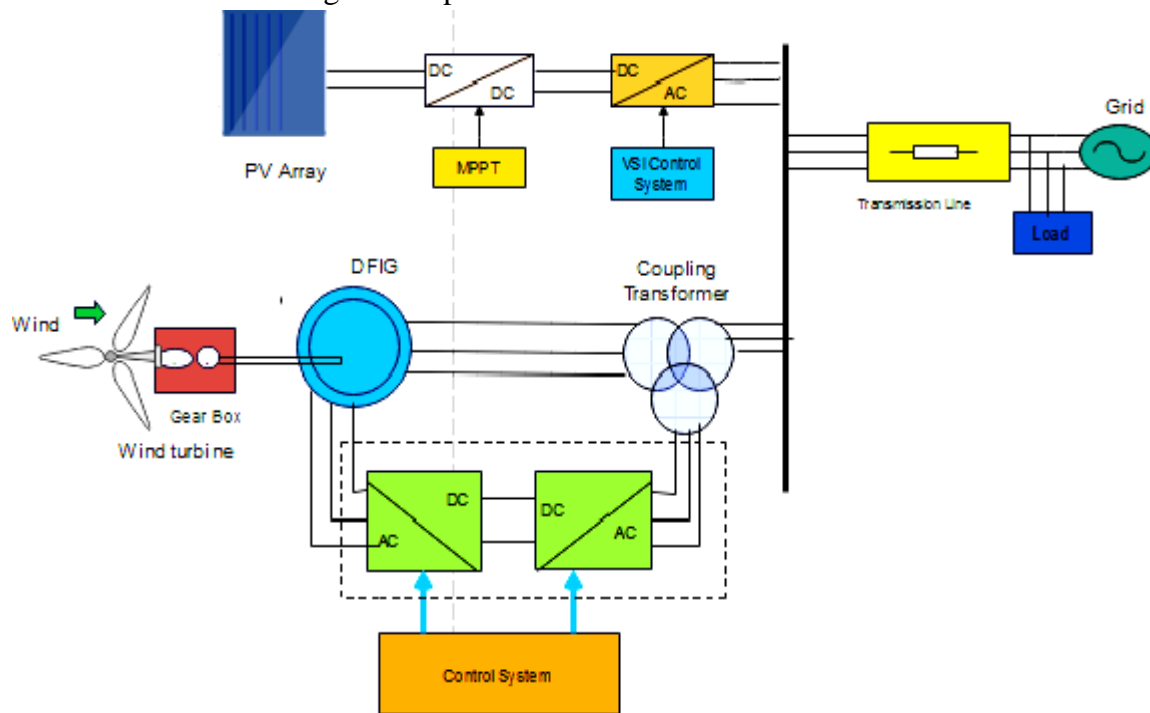 DC
DC
DC
AC
Grid
PV Array
MPPT
VSI Control
System
Transmission Line
Load
DFIG
Coupling
Transformer
Wind
Gear Box
Wind turbine
DC
AC
DC
AC
Control System